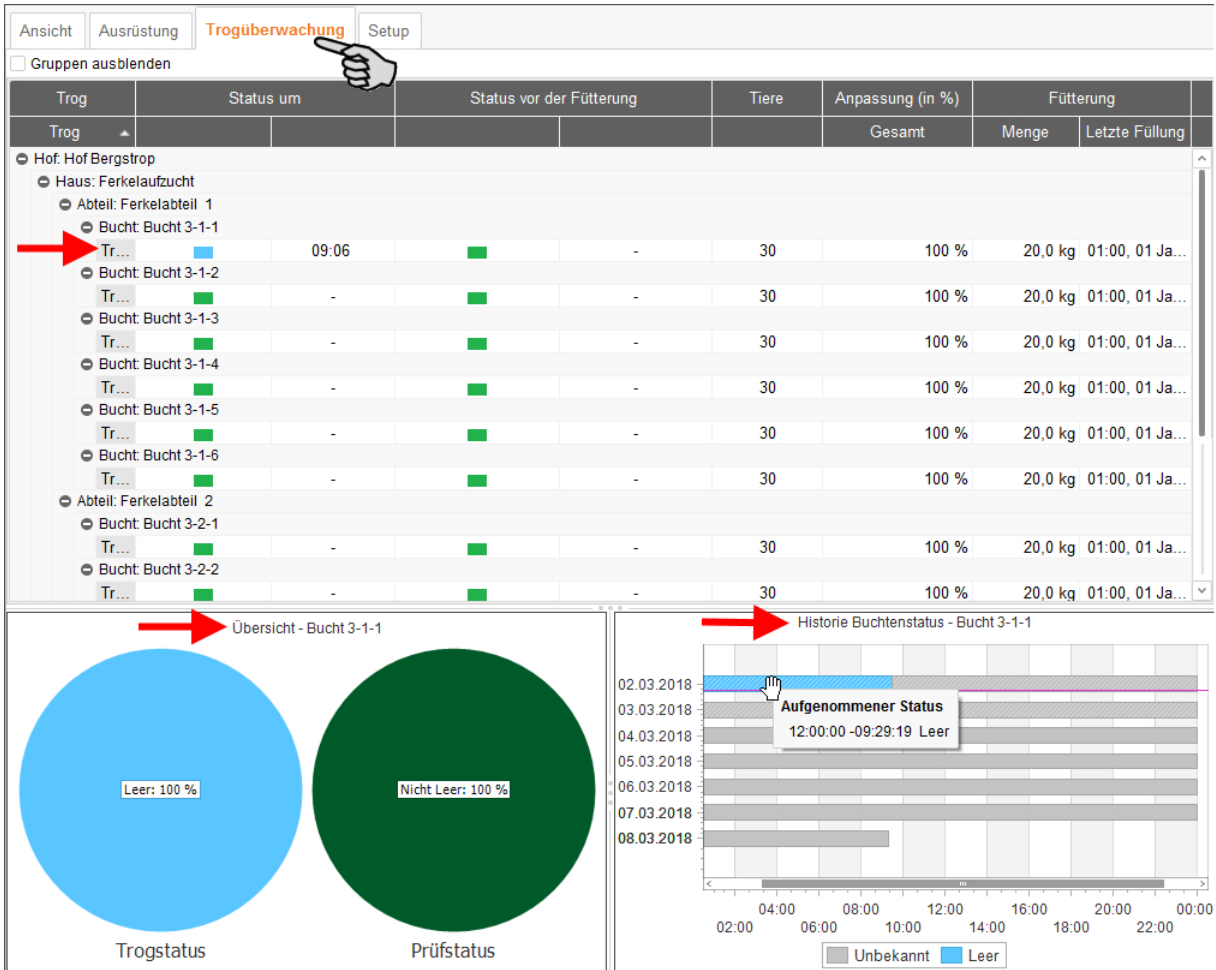 Ansicht Ausrüstung Trogüberwachung Setup
Gruppen ausblenden
Trog Status um Status vor der Fütterung Tiere Anpassung (in %) Fütterung
Trog Gesamt Menge Letzte Füllung
Hof: Hof Bergstrop
Haus: Ferkelaufzucht
Abteil: Ferkelabteil 1
Bucht: Bucht 3-1-1
Tr... 09:06 - 30 100 % 20,0 kg 01:00, 01 Ja...
Bucht: Bucht 3-1-2
Tr... - - 30 100 % 20,0 kg 01:00, 01 Ja...
Bucht: Bucht 3-1-3
Tr... - - 30 100 % 20,0 kg 01:00, 01 Ja...
Bucht: Bucht 3-1-4
Tr... - - 30 100 % 20,0 kg 01:00, 01 Ja...
Bucht: Bucht 3-1-5
Tr... - - 30 100 % 20,0 kg 01:00, 01 Ja...
Bucht: Bucht 3-1-6
Tr... - - 30 100 % 20,0 kg 01:00, 01 Ja...
Abteil: Ferkelabteil 2
Bucht: Bucht 3-2-1
Tr... - - 30 100 % 20,0 kg 01:00, 01 Ja...
Bucht: Bucht 3-2-2
Tr... - - 30 100 % 20,0 kg 01:00, 01 Ja...
Übersicht - Bucht 3-1-1
Leer: 100 %
Nicht Leer: 100 %
Trogstatus
Prüfstatus
Historie Buchtenstatus - Bucht 3-1-1
02.03.2018
Aufgenommener Status
12:00:00 -09:29:19 Leer
03.03.2018
04.03.2018
05.03.2018
06.03.2018
07.03.2018
08.03.2018
04:00 08:00 12:00 16:00 20:00 00:00
02:00 06:00 10:00 14:00 18:00 22:00
Unbekannt Leer